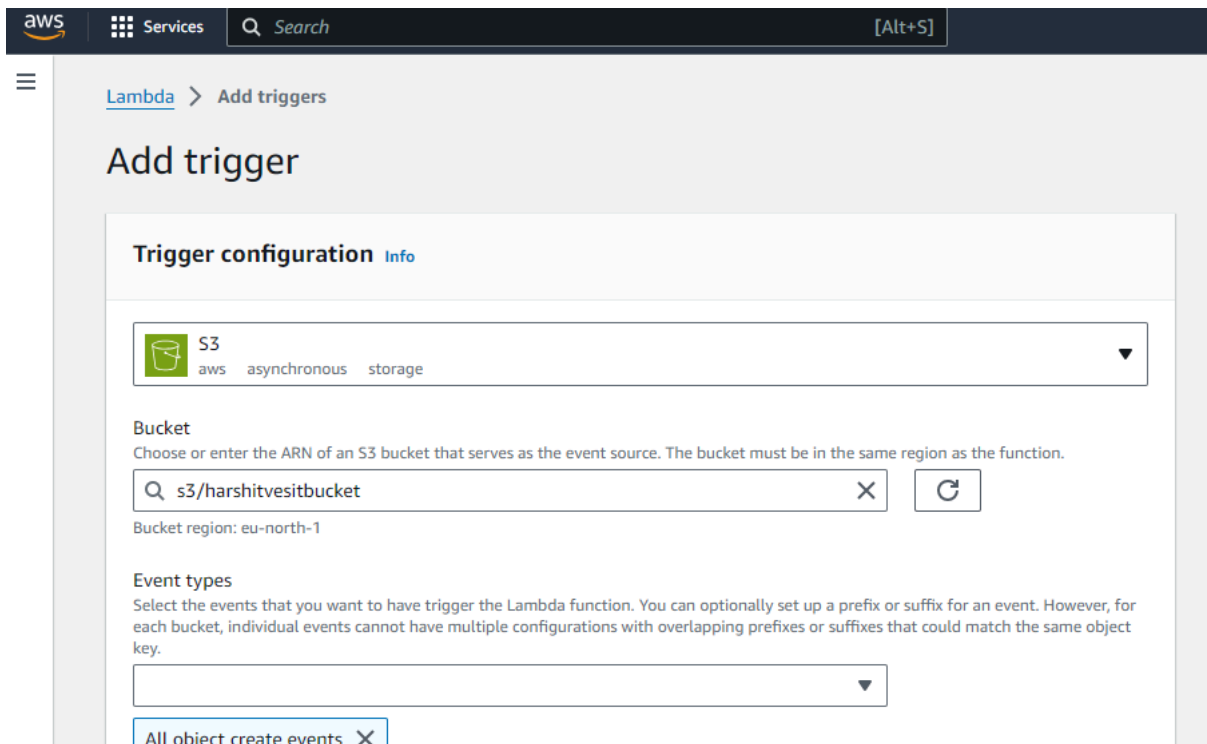 aws Services Search [Alt+S]
Lambda > Add triggers
Add trigger
Trigger configuration Info
S3
aws asynchronous storage
Bucket
Choose or enter the ARN of an S3 bucket that serves as the event source. The bucket must be in the same region as the function.
s3/harshitvesitbucket
Bucket region: eu-north-1
Event types
Select the events that you want to have trigger the Lambda function. You can optionally set up a prefix or suffix for an event. However, for
each bucket, individual events cannot have multiple configurations with overlapping prefixes or suffixes that could match the same object
key.
All object create events